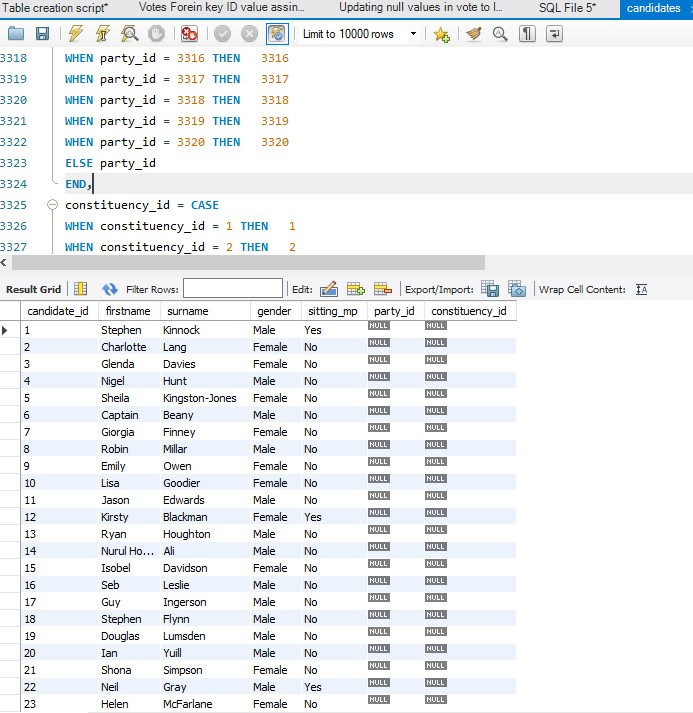 Table creation script* Votes Forein key ID value assin... Updating null values in vote to l... SQL File 5* candidates
Limit to 10000 rows
3318 WHEN party_id = 3316 THEN 3316
3319 WHEN party_id = 3317 THEN 3317
3320 WHEN party_id = 3318 THEN 3318
3321 WHEN party_id = 3319 THEN 3319
3322 WHEN party_id = 3320 THEN 3320
3323 ELSE party_id
3324 END,
3325 constituency_id = CASE
3326 WHEN constituency_id = 1 THEN 1
3327 WHEN constituency_id = 2 THEN 2
Result Grid Filter Rows: Edit: Export/Import: Wrap Cell Content:
candidate_id firstname surname gender sitting_mp party_id constituency_id
1 Stephen Kinnock Male Yes NULL NULL
2 Charlotte Lang Female No NULL NULL
3 Glenda Davies Female No NULL NULL
4 Nigel Hunt Male No NULL NULL
5 Sheila Kingston-Jones Female No NULL NULL
6 Captain Beany Male No NULL NULL
7 Giorgia Finney Female No NULL NULL
8 Robin Millar Male No NULL NULL
9 Emily Owen Female No NULL NULL
10 Lisa Goodier Female No NULL NULL
11 Jason Edwards Male No NULL NULL
12 Kirsty Blackman Female Yes NULL NULL
13 Ryan Houghton Male No NULL NULL
14 Nurul Ho... Ali Male No NULL NULL
15 Isobel Davidson Female No NULL NULL
16 Seb Leslie Male No NULL NULL
17 Guy Ingerson Male No NULL NULL
18 Stephen Flynn Male No NULL NULL
19 Douglas Lumsden Male No NULL NULL
20 Ian Yuill Male No NULL NULL
21 Shona Simpson Female No NULL NULL
22 Neil Gray Male Yes NULL NULL
23 Helen McFarlane Female No NULL NULL